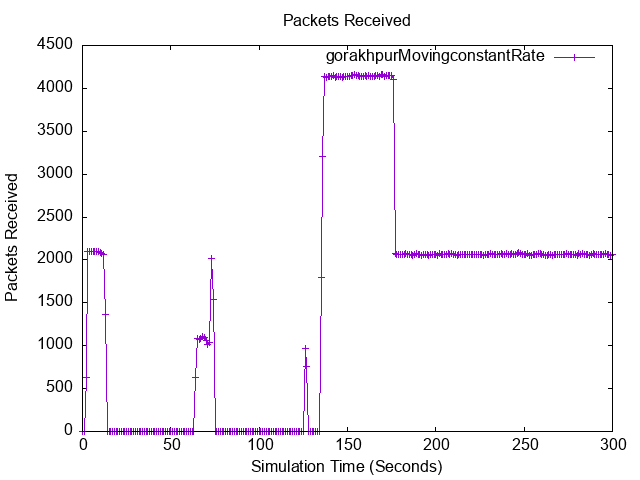 Packets Received
gorakhpurMovingconstantRate
4500
4000
3500
3000
2500
2000
1500
1000
500
0
Packets Received
0 50 100 150 200 250 300
Simulation Time (Seconds)